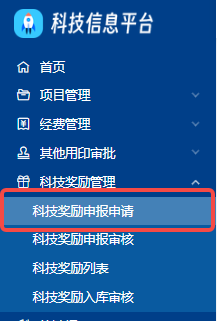 科技信息平台
首页
项目管理
经费管理
其他用印审批
科技奖励管理
科技奖励申报申请
科技奖励申报审核
科技奖励列表
科技奖励入库审核